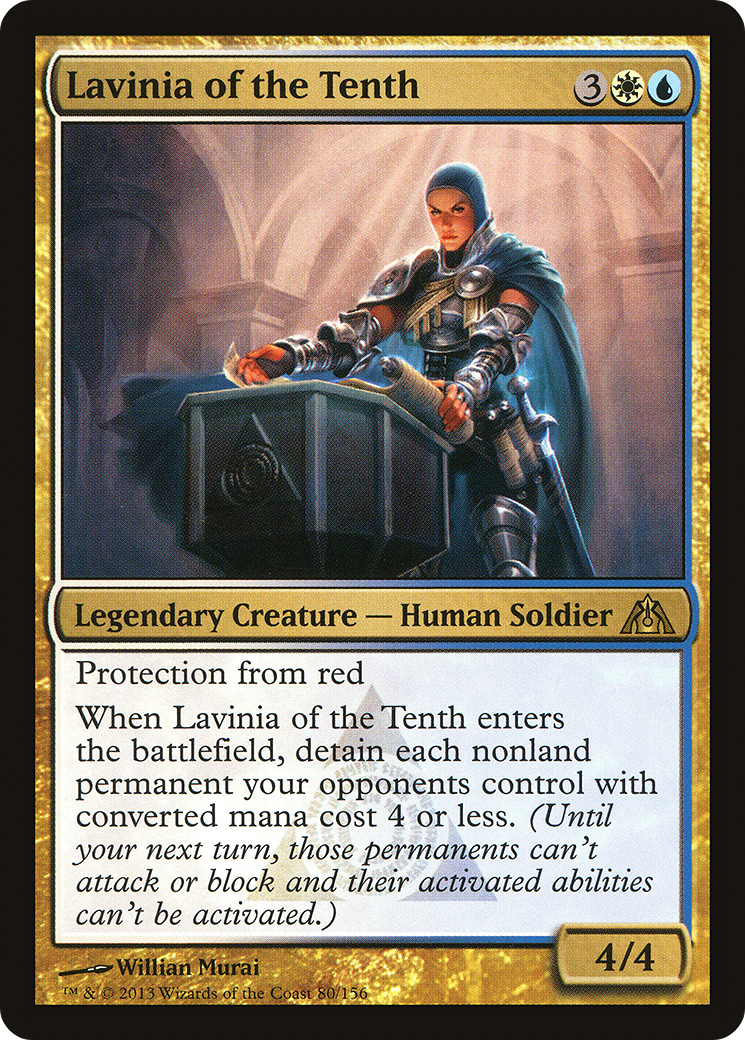 Lavinia of the Tenth 3
Legendary Creature — Human Soldier
Protection from red
When Lavinia of the Tenth enters
the battlefield, detain each nonland
permanent your opponents control with
converted mana cost 4 or less. (Until
your next turn, those permanents can't
attack or block and their activated abilities
can't be activated.)
4/4
Willian Murai
™ & © 2013 Wizards of the Coast 80/156